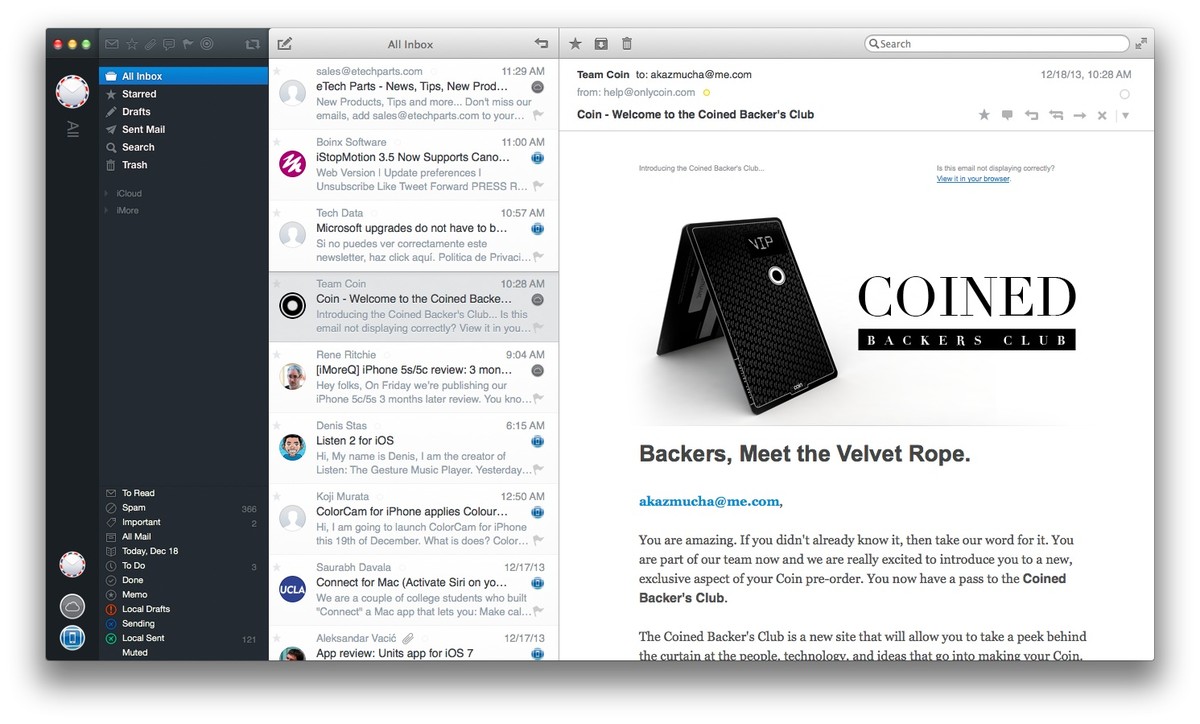 All Inbox
Search
All
All Inbox
Starred
Drafts
Sent Mail
Search
Trash
iCloud
iMore
To Read
Spam 366
Important 2
All Mail
Today, Dec 18
To Do 3
Done
Memo
Local Drafts
Sending
Local Sent 121
Muted
sales@etechparts.com 11:29 AM
eTech Parts - News, Tips, New Prod...
New Products, Tips and more... Don't miss our
emails, add sales@etechparts.com to your...
Boinx Software 11:00 AM
iStopMotion 3.5 Now Supports Cano...
Web Version | Update preferences |
Unsubscribe Like Tweet Forward PRESS R...
Tech Data 10:57 AM
Microsoft upgrades do not have to b...
Si no puedes ver correctamente este
newsletter, haz click aquí. Politica de Privaci...
Team Coin 10:28 AM
Coin - Welcome to the Coined Backe...
Introducing the Coined Backer's Club... Is this
email not displaying correctly? View it in you...
Rene Ritchie 9:04 AM
[iMoreQ] iPhone 5s/5c review: 3 mon...
Hey folks, On Friday we're publishing our
iPhone 5c/5s 3 months later review. You kno...
Denis Stas 6:15 AM
Listen 2 for iOS
Hi, My name is Denis, I am the creator of
Listen: The Gesture Music Player. Yesterday...
Koji Murata 12:50 AM
ColorCam for iPhone applies Colour...
Hi, I am going to launch ColorCam for iPhone
this 19th of December. What is does? Color...
UCLA
Saurabh Davala 12/17/13
Connect for Mac (Activate Siri on yo...
We are a couple of college students who built
"Connect" a Mac app that lets you: Make cal...
Aleksandar Vacić 12/17/13
App review: Units app for iOS 7
Team Coin to: akazmucha@me.com 12/18/13, 10:28 AM
from: help@onlycoin.com
Coin - Welcome to the Coined Backer's Club
Introducing the Coined Backer's Club...
Is this email not displaying correctly?
View it in your browser.
VIP
coin
COINED
BACKERS CLUB
Backers, Meet the Velvet Rope.
akazmucha@me.com,
You are amazing. If you didn't already know it, then take our word for it. You
are part of our team now and we are really excited to introduce you to a new,
exclusive aspect of your Coin pre-order. You now have a pass to the Coined
Backer's Club.
The Coined Backer's Club is a new site that will allow you to take a peek behind
the curtain at the people, technology, and ideas that go into making your Coin.